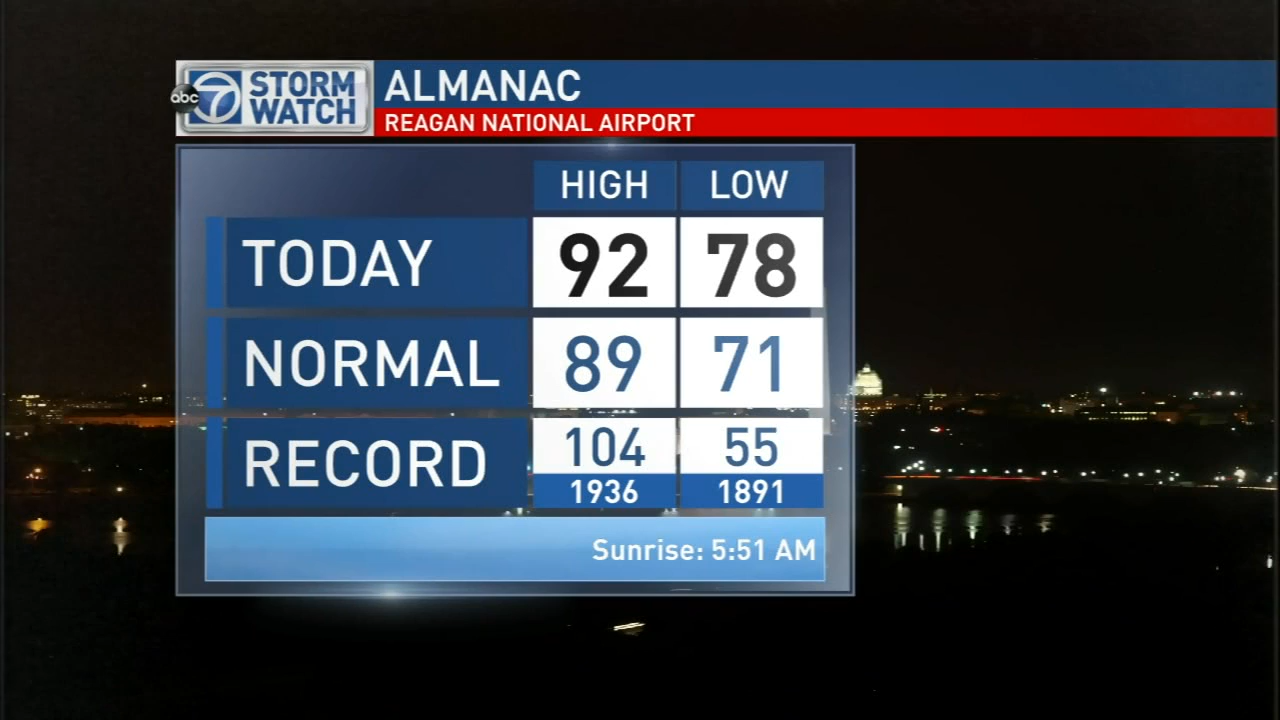 abc 7 STORM WATCH
ALMANAC
REAGAN NATIONAL AIRPORT
HIGH LOW
TODAY 92 78
NORMAL 89 71
RECORD 104 55
1936 1891
Sunrise: 5:51 AM